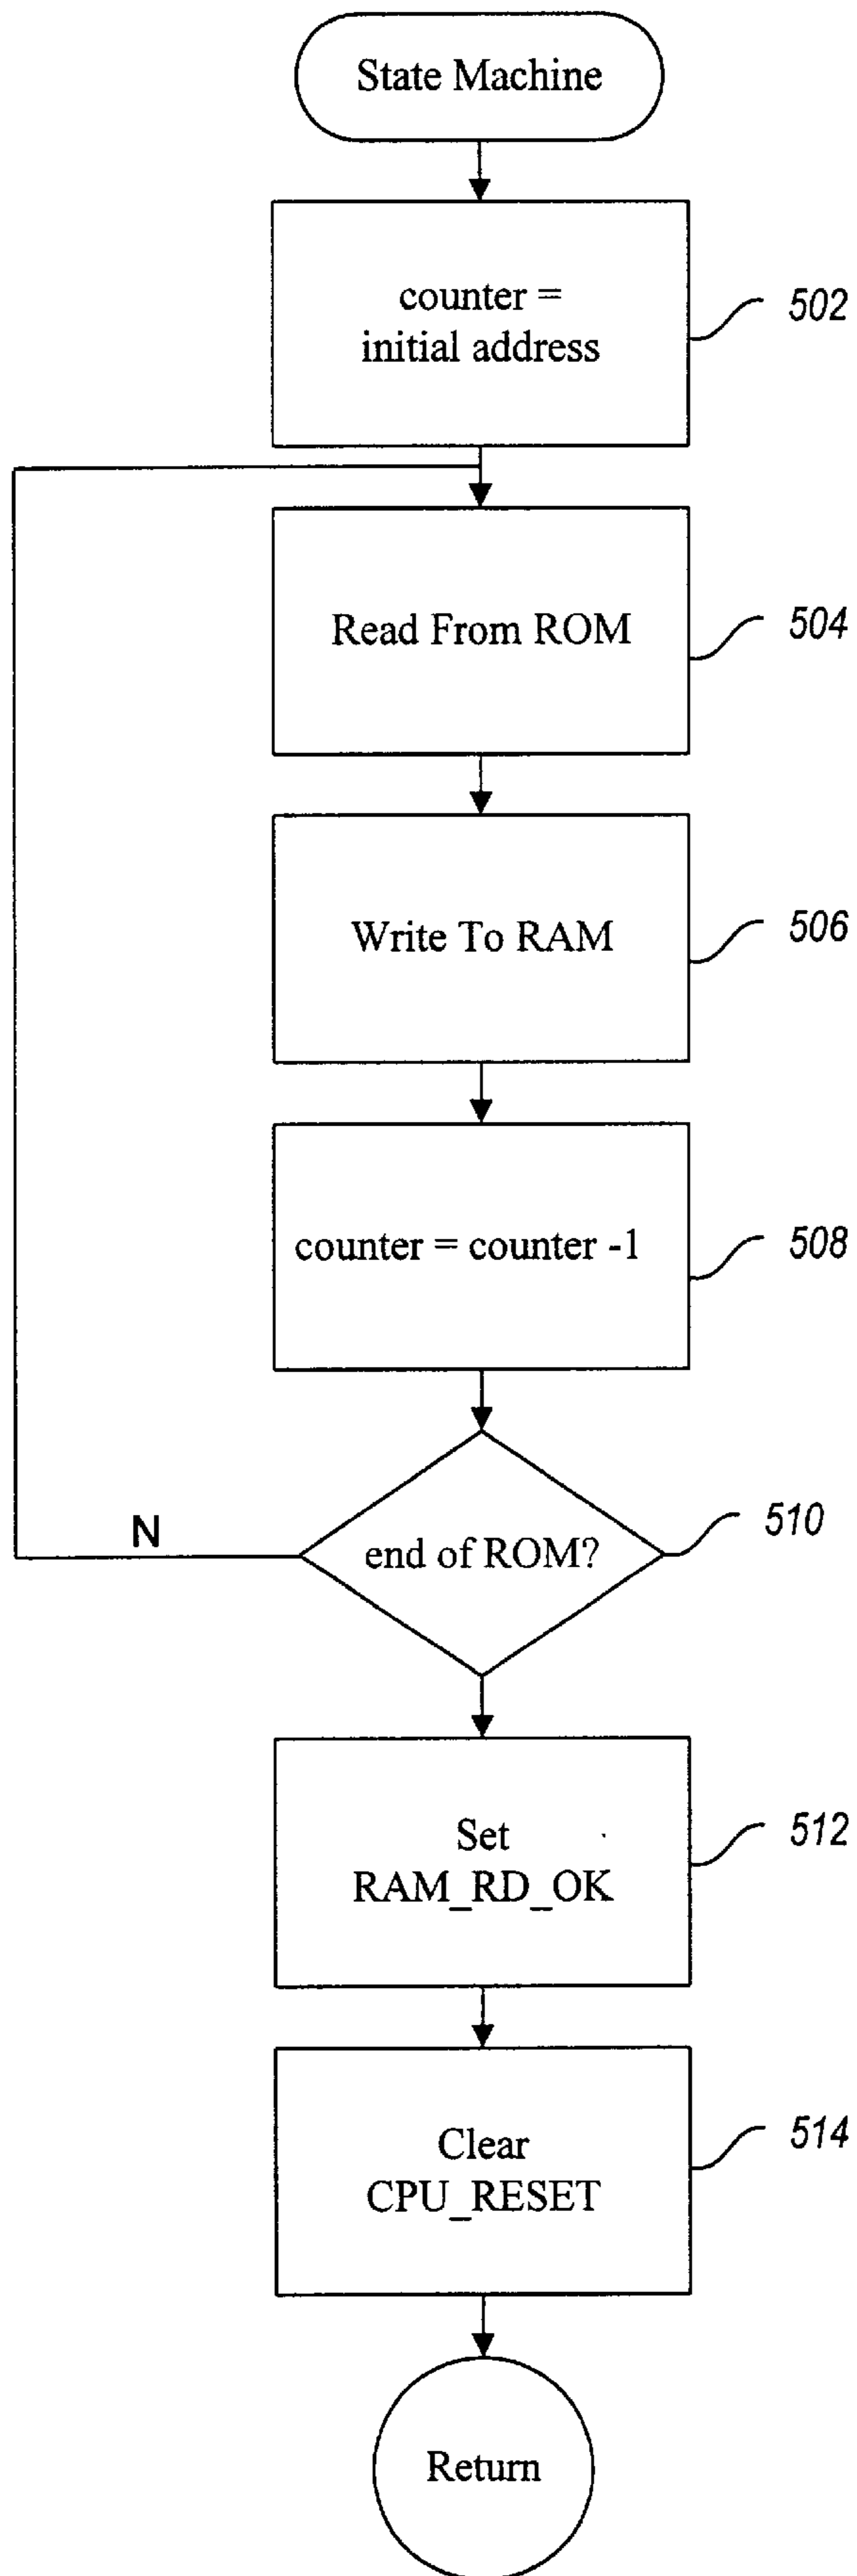 State Machine
counter =
initial address
502
Read From ROM
504
Write To RAM
506
counter = counter -1
508
N
end of ROM?
510
Set
RAM_RD_OK
512
Clear
CPU_RESET
514
Return